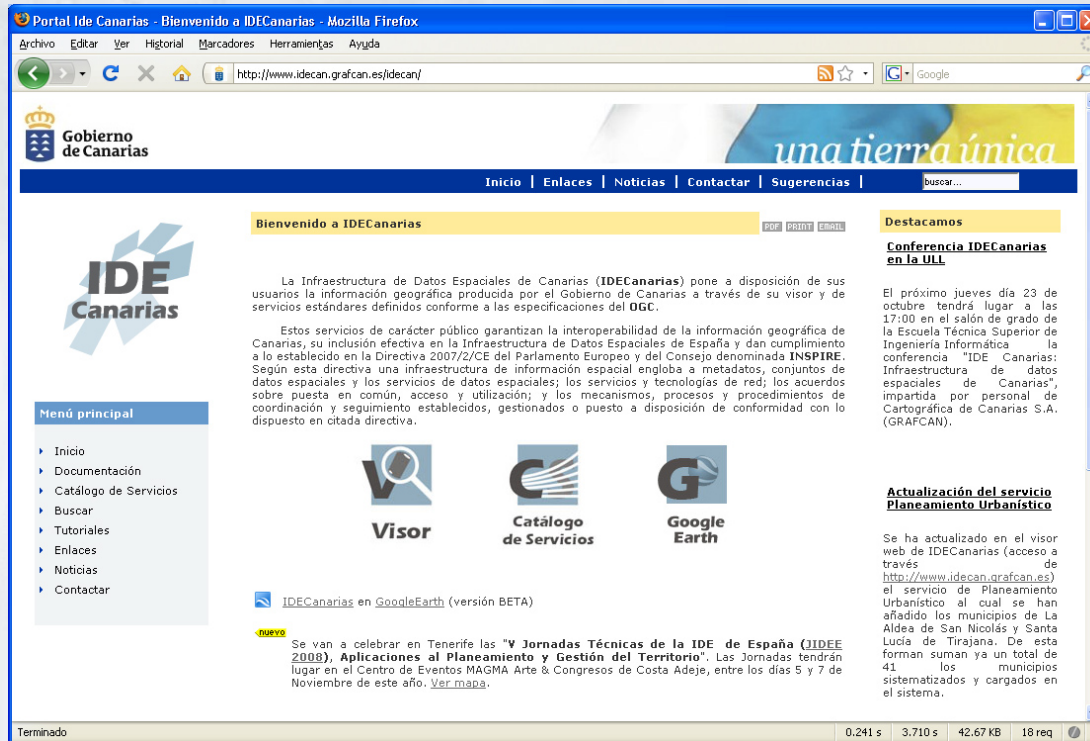 Portal Ide Canarias - Bienvenido a IDECanarias - Mozilla Firefox
Archivo Editar Ver Historial Marcadores Herramientas Ayuda
http://www.idecan.grafcan.es/idecan/
Google
Gobierno
de Canarias
una tierra única
Inicio | Enlaces | Noticias | Contactar | Sugerencias |
buscar...
IDE
Canarias
Menú principal
Inicio
Documentación
Catálogo de Servicios
Buscar
Tutoriales
Enlaces
Noticias
Contactar
Bienvenido a IDECanarias
PDF PRINT EMAIL
La Infraestructura de Datos Espaciales de Canarias (IDECanarias) pone a disposición de sus
usuarios la información geográfica producida por el Gobierno de Canarias a través de su visor y de
servicios estándares definidos conforme a las especificaciones del OGC.
Estos servicios de carácter público garantizan la interoperabilidad de la información geográfica de
Canarias, su inclusión efectiva en la Infraestructura de Datos Espaciales de España y dan cumplimiento
a lo establecido en la Directiva 2007/2/CE del Parlamento Europeo y del Consejo denominada INSPIRE.
Según esta directiva una infraestructura de información espacial engloba a metadatos, conjuntos de
datos espaciales y los servicios de datos espaciales; los servicios y tecnologías de red; los acuerdos
sobre puesta en común, acceso y utilización; y los mecanismos, procesos y procedimientos de
coordinación y seguimiento establecidos, gestionados o puesto a disposición de conformidad con lo
dispuesto en citada directiva.
Visor
Catálogo
de Servicios
Google
Earth
IDECanarias en GoogleEarth (versión BETA)
nuevo
Se van a celebrar en Tenerife las "V Jornadas Técnicas de la IDE de España (JIDEE
2008), Aplicaciones al Planeamiento y Gestión del Territorio". Las Jornadas tendrán
lugar en el Centro de Eventos MAGMA Arte & Congresos de Costa Adeje, entre los días 5 y 7 de
Noviembre de este año. Ver mapa.
Destacamos
Conferencia IDECanarias
en la ULL
El próximo jueves día 23 de
octubre tendrá lugar a las
17:00 en el salón de grado de
la Escuela Técnica Superior de
Ingeniería Informática la
conferencia "IDE Canarias:
Infraestructura de datos
espaciales de Canarias",
impartida por personal de
Cartográfica de Canarias S.A.
(GRAFCAN).
Actualización del servicio
Planeamiento Urbanístico
Se ha actualizado en el visor
web de IDECanarias (acceso a
través de
http://www.idecan.grafcan.es)
el servicio de Planeamiento
Urbanístico al cual se han
añadido los municipios de La
Aldea de San Nicolás y Santa
Lucía de Tirajana. De esta
forman suman ya un total de
41 los municipios
sistematizados y cargados en
el sistema.
Terminado
0.241 s 3.710 s 42.67 KB 18 req